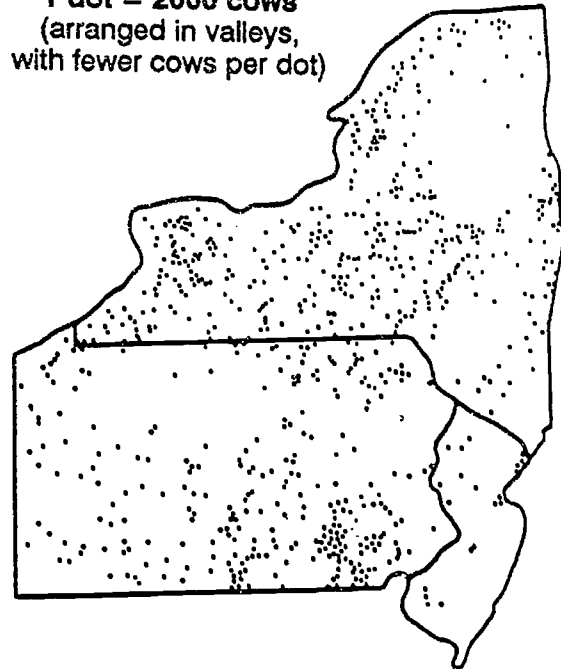 1 dot = 2000 cows
(arranged in valleys,
with fewer cows per dot)